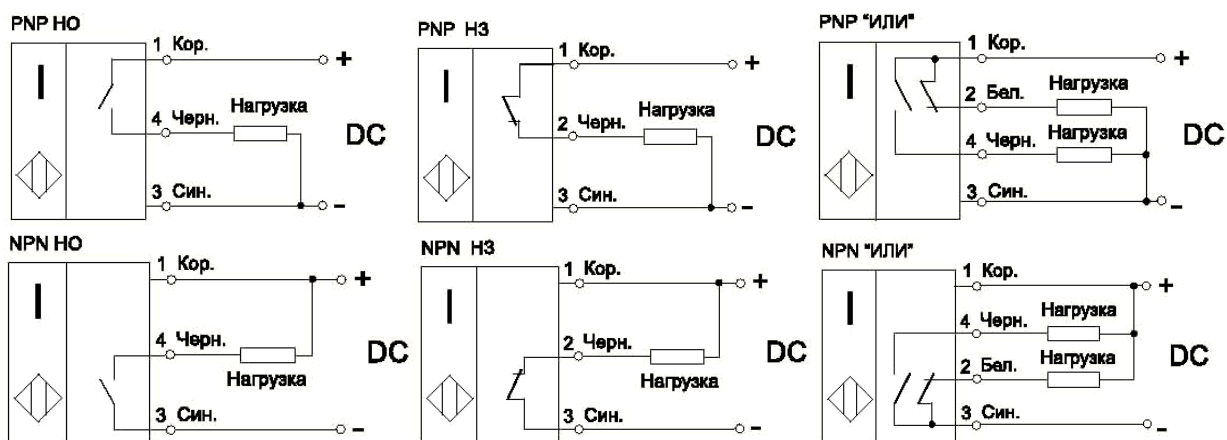 PNP НО
1 Кор.
+
Нагрузка
4 Черн.
DC
3 Син.
-
PNP НЗ
1 Кор.
+
Нагрузка
2 Черн.
DC
3 Син.
-
PNP "ИЛИ"
1 Кор.
+
Нагрузка
2 Бел.
Нагрузка
DC
4 Черн.
3 Син.
-
NPN НО
1 Кор.
+
4 Черн.
DC
Нагрузка
3 Син.
-
NPN НЗ
1 Кор.
+
2 Черн.
DC
Нагрузка
3 Син.
-
NPN "ИЛИ"
1 Кор.
+
Нагрузка
4 Черн.
Нагрузка
DC
2 Бел.
3 Син.
-